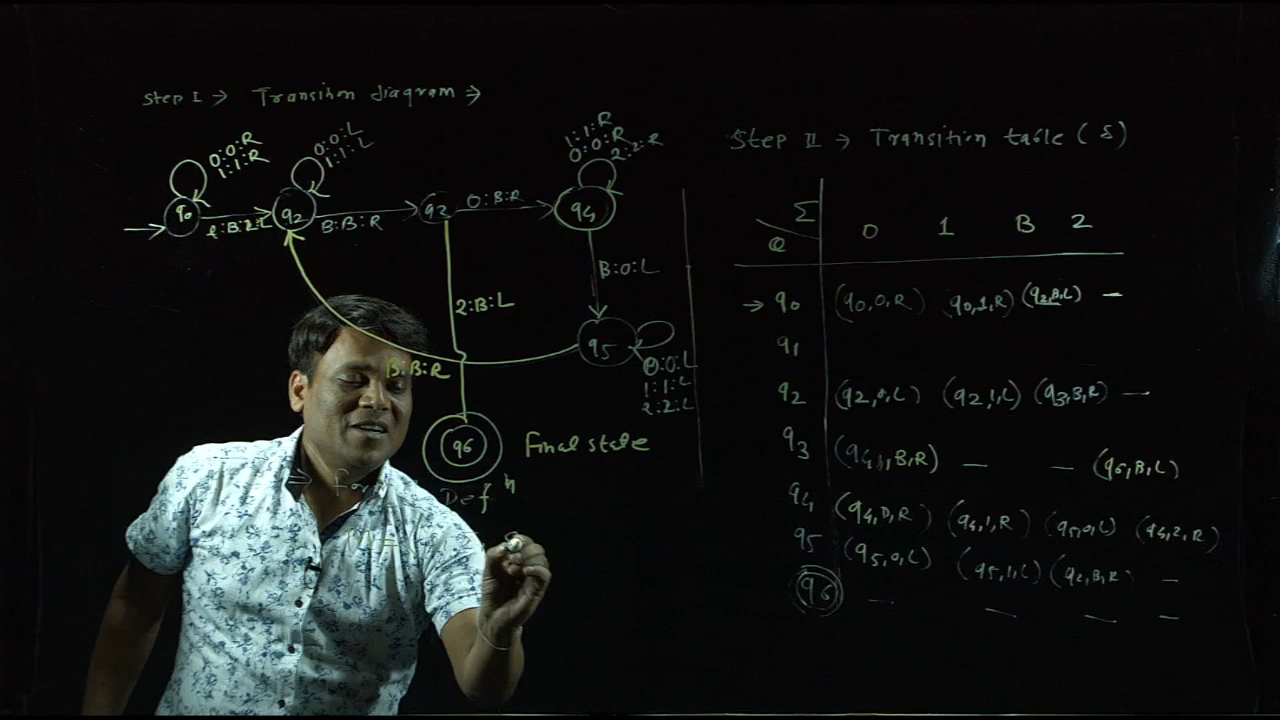 Step I → Transition diagram →
0:0:R
1:1:R
0:0:L
1:1:L
1:1:R
0:0:R
2:2:R
q0
q2
q3
0:B:R
q4
B:B:R
B:0:L
2:B:L
q5
0:0:L
1:1:L
2:2:L
B:B:R
q6
Final state
→ For
Def n
Step II → Transition table (δ)
Σ
Q
0 1 B 2
→ q0 (q0,0,R) q0,1,R) (q2,B,L) –
q1
q2 (q2,0,L) (q2,1,L) (q3,B,R) –
q3 (q4,B,R) – – (q6,B,L)
q4 (q4,0,R) (q4,1,R) (q5,0,L) (q4,2,R)
q5 (q5,0,L) (q5,1,L) (q2,B,R) –
q6 – – – –